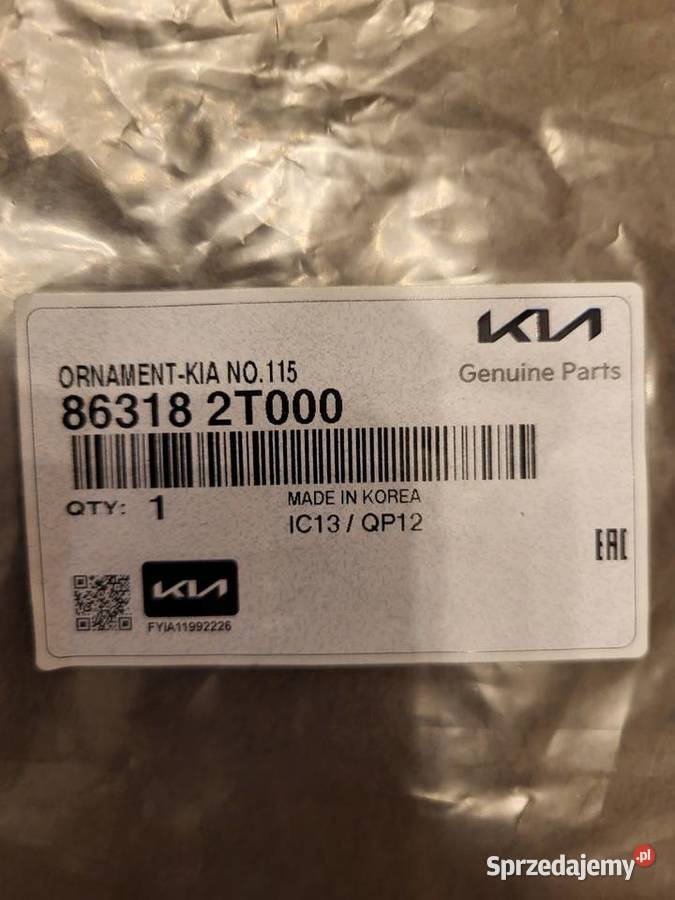 KIA
Genuine Parts
ORNAMENT-KIA NO.115
86318 2T000
QTY: 1
MADE IN KOREA
IC13 / QP12
EAC
KIA
FYIA11992226
Sprzedajemy.pl